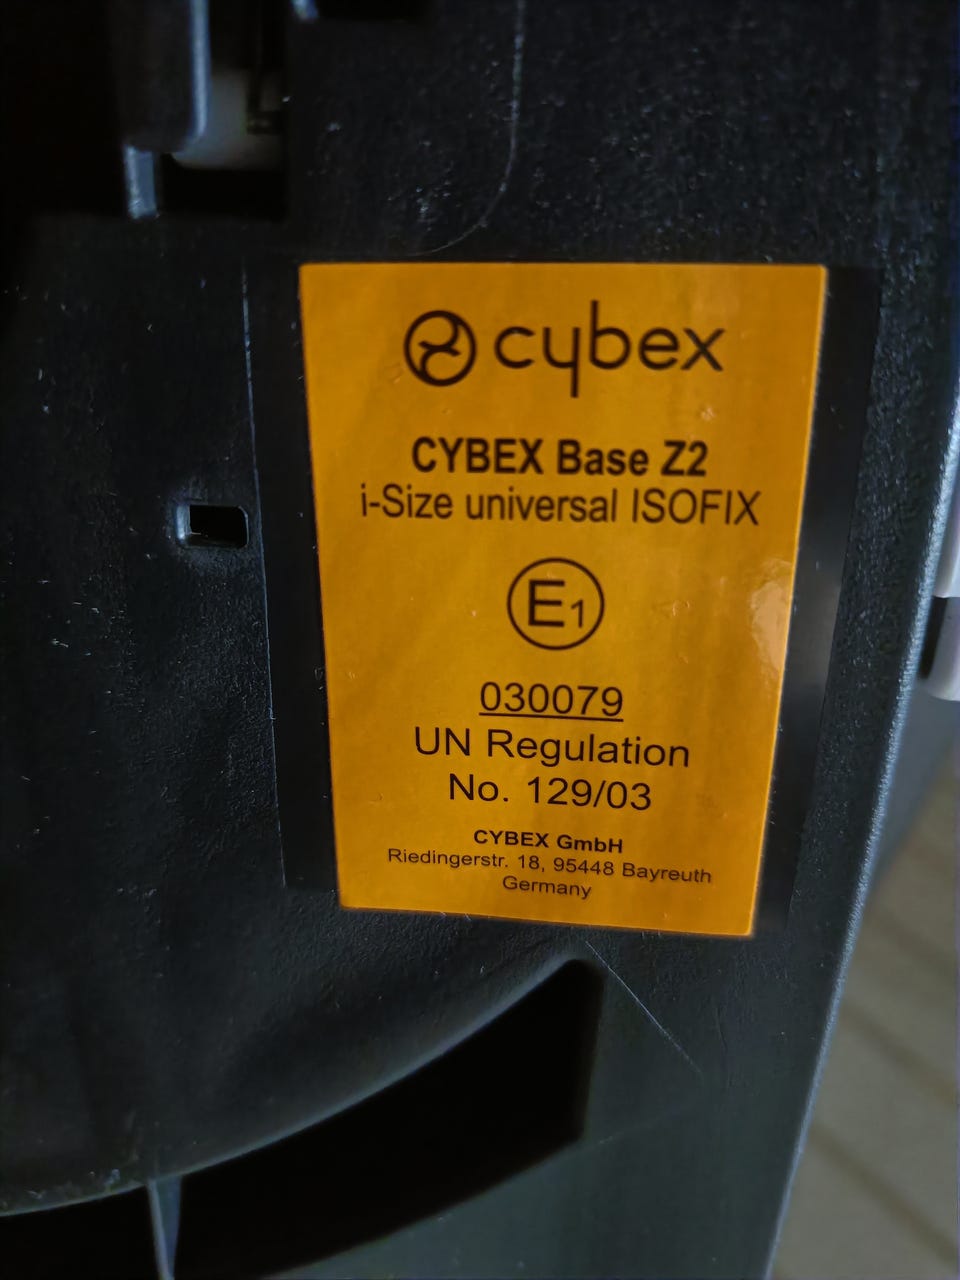 cybex
CYBEX Base Z2
i-Size universal ISOFIX
E1
030079
UN Regulation
No. 129/03
CYBEX GmbH
Riedingerstr. 18, 95448 Bayreuth
Germany